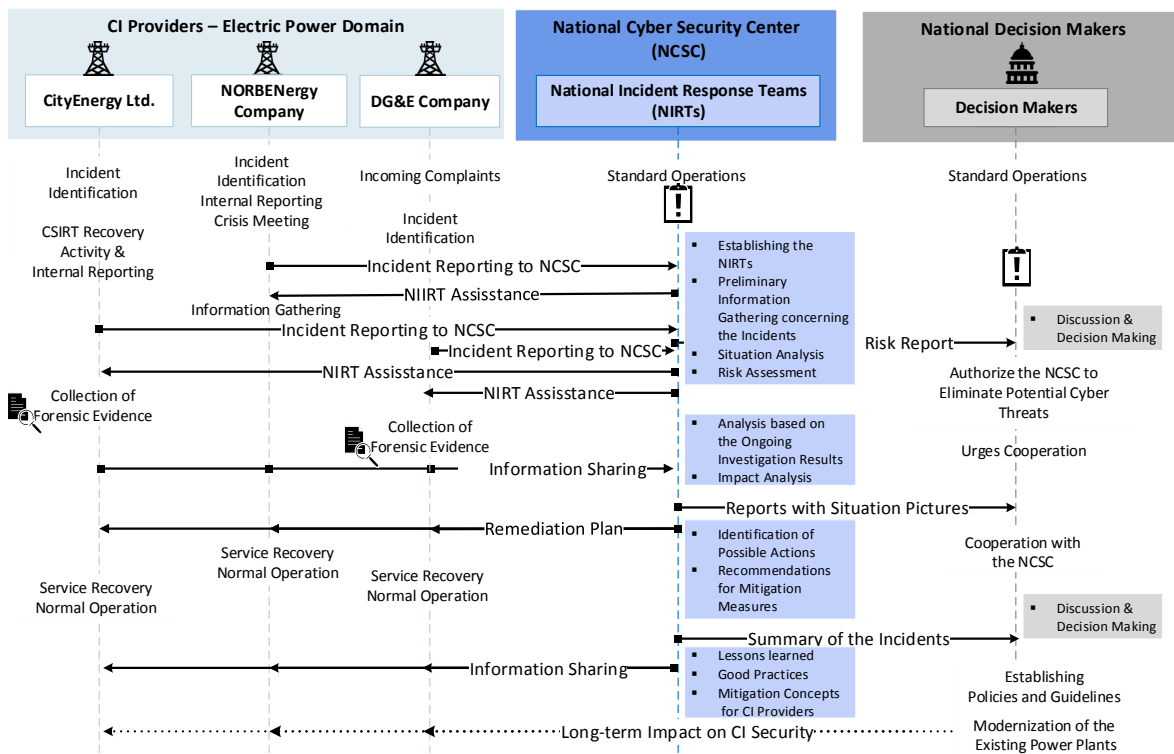 CI Providers – Electric Power Domain
CityEnergy Ltd.
NORBENergy
Company
DG&E Company
National Cyber Security Center
(NCSC)
National Incident Response Teams
(NIRTs)
National Decision Makers
Decision Makers
Incident
Identification
Incident
Identification
Internal Reporting
Crisis Meeting
Incoming Complaints
Standard Operations
Standard Operations
CSIRT Recovery
Activity &
Internal Reporting
Incident
Identification
Incident Reporting to NCSC
▪ Establishing the
NIRTs
▪ Preliminary
Information
Gathering concerning
the Incidents
▪ Situation Analysis
▪ Risk Assessment
NIIRT Assisstance
Information Gathering
Incident Reporting to NCSC
Incident Reporting to NCSC
Risk Report
▪ Discussion &
Decision Making
NIRT Assisstance
NIRT Assisstance
Authorize the NCSC to
Eliminate Potential Cyber
Threats
Collection of
Forensic Evidence
Collection of
Forensic Evidence
▪ Analysis based on
the Ongoing
Investigation Results
▪ Impact Analysis
Urges Cooperation
Information Sharing
Reports with Situation Pictures
Remediation Plan
▪ Identification of
Possible Actions
▪ Recommendations
for Mitigation
Measures
Cooperation with
the NCSC
Service Recovery
Normal Operation
Service Recovery
Normal Operation
Service Recovery
Normal Operation
▪ Discussion &
Decision Making
Summary of the Incidents
Information Sharing
▪ Lessons learned
▪ Good Practices
▪ Mitigation Concepts
for CI Providers
Establishing
Policies and Guidelines
Long-term Impact on CI Security
Modernization of the
Existing Power Plants